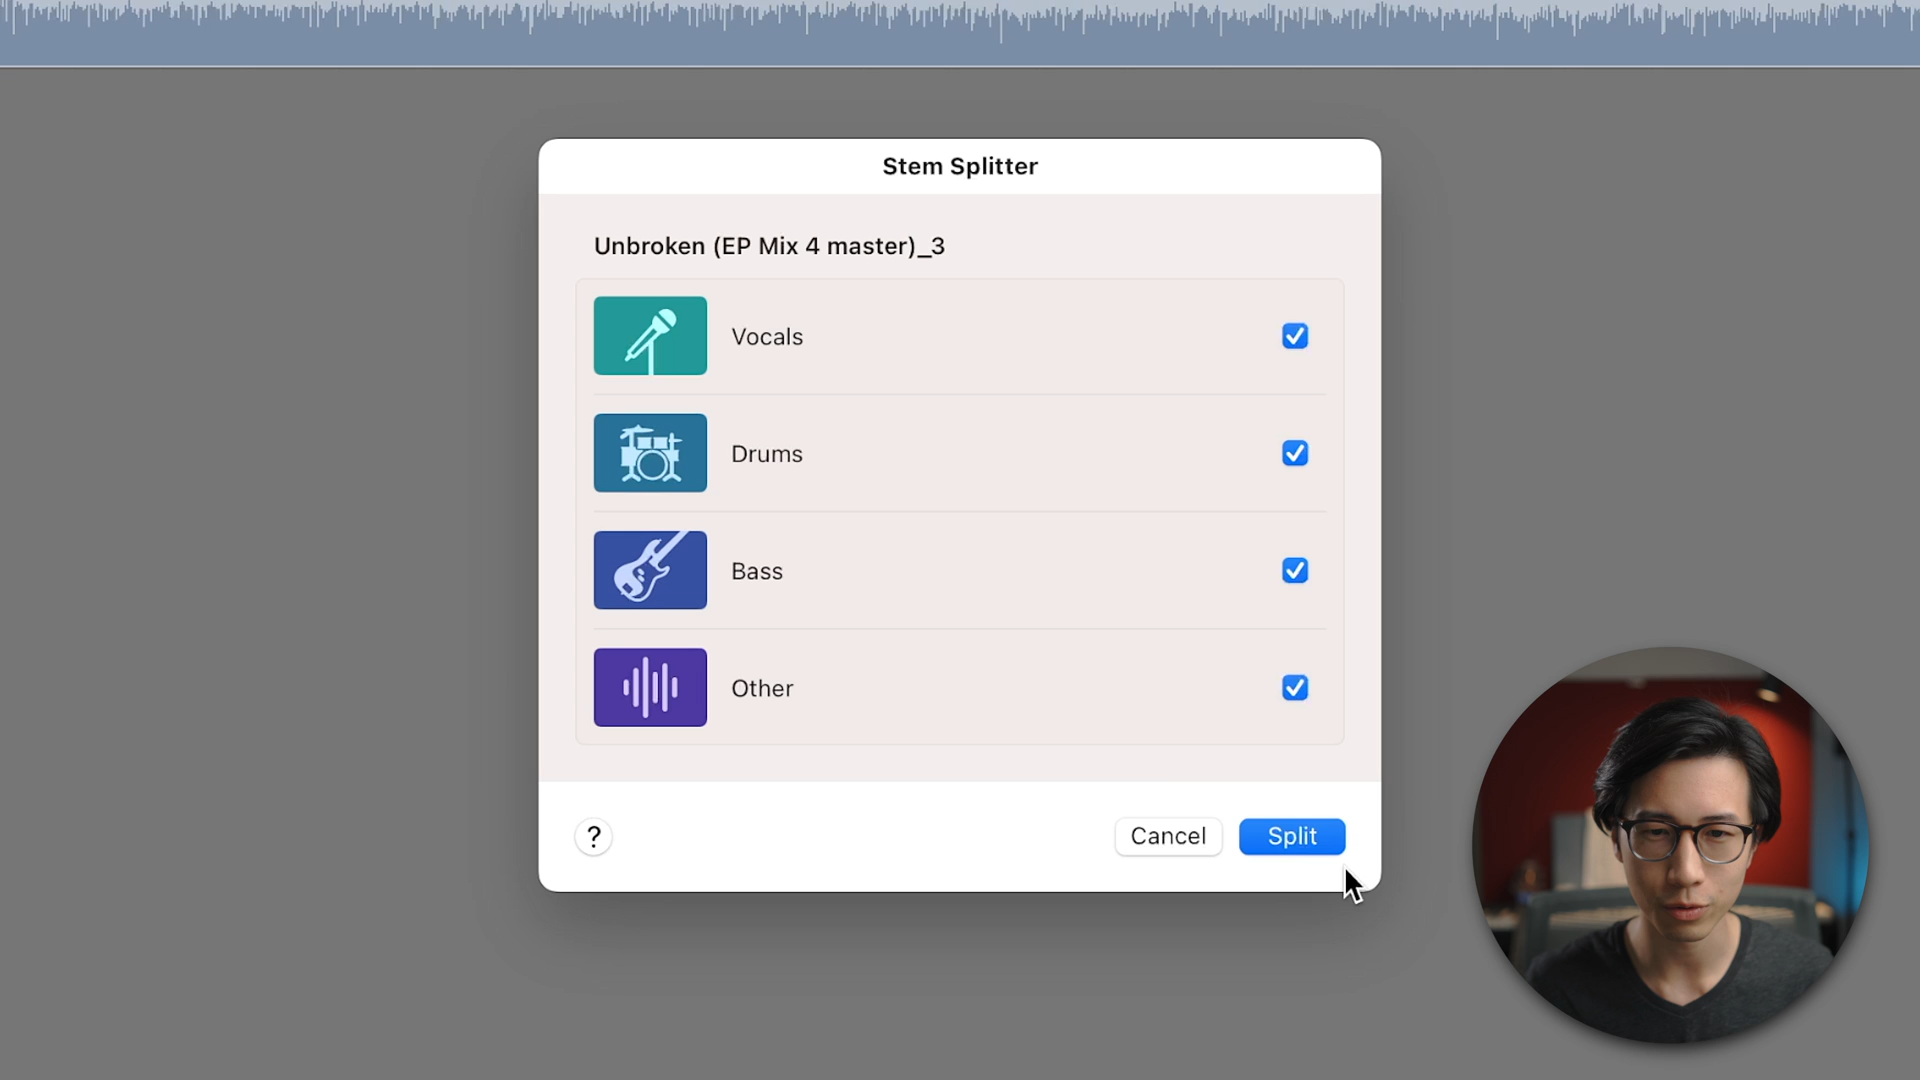 Stem Splitter
Unbroken (EP Mix 4 master)_3
Vocals
Drums
Bass
Other
?
Cancel
Split